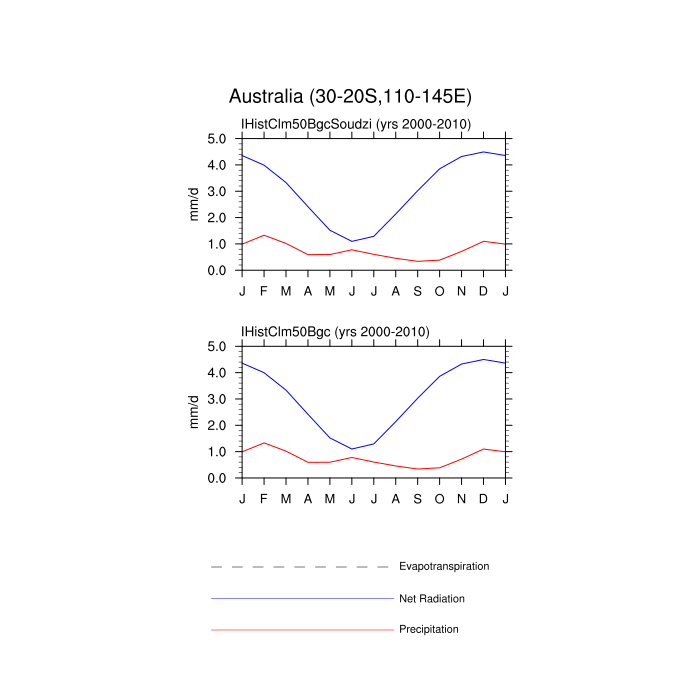 Australia (30-20S,110-145E)
IHistClm50BgcSoudzi (yrs 2000-2010)
5.0
4.0
3.0
2.0
1.0
0.0
mm/d
J F M A M J J A S O N D J
IHistClm50Bgc (yrs 2000-2010)
5.0
4.0
3.0
2.0
1.0
0.0
mm/d
J F M A M J J A S O N D J
Evapotranspiration
Net Radiation
Precipitation